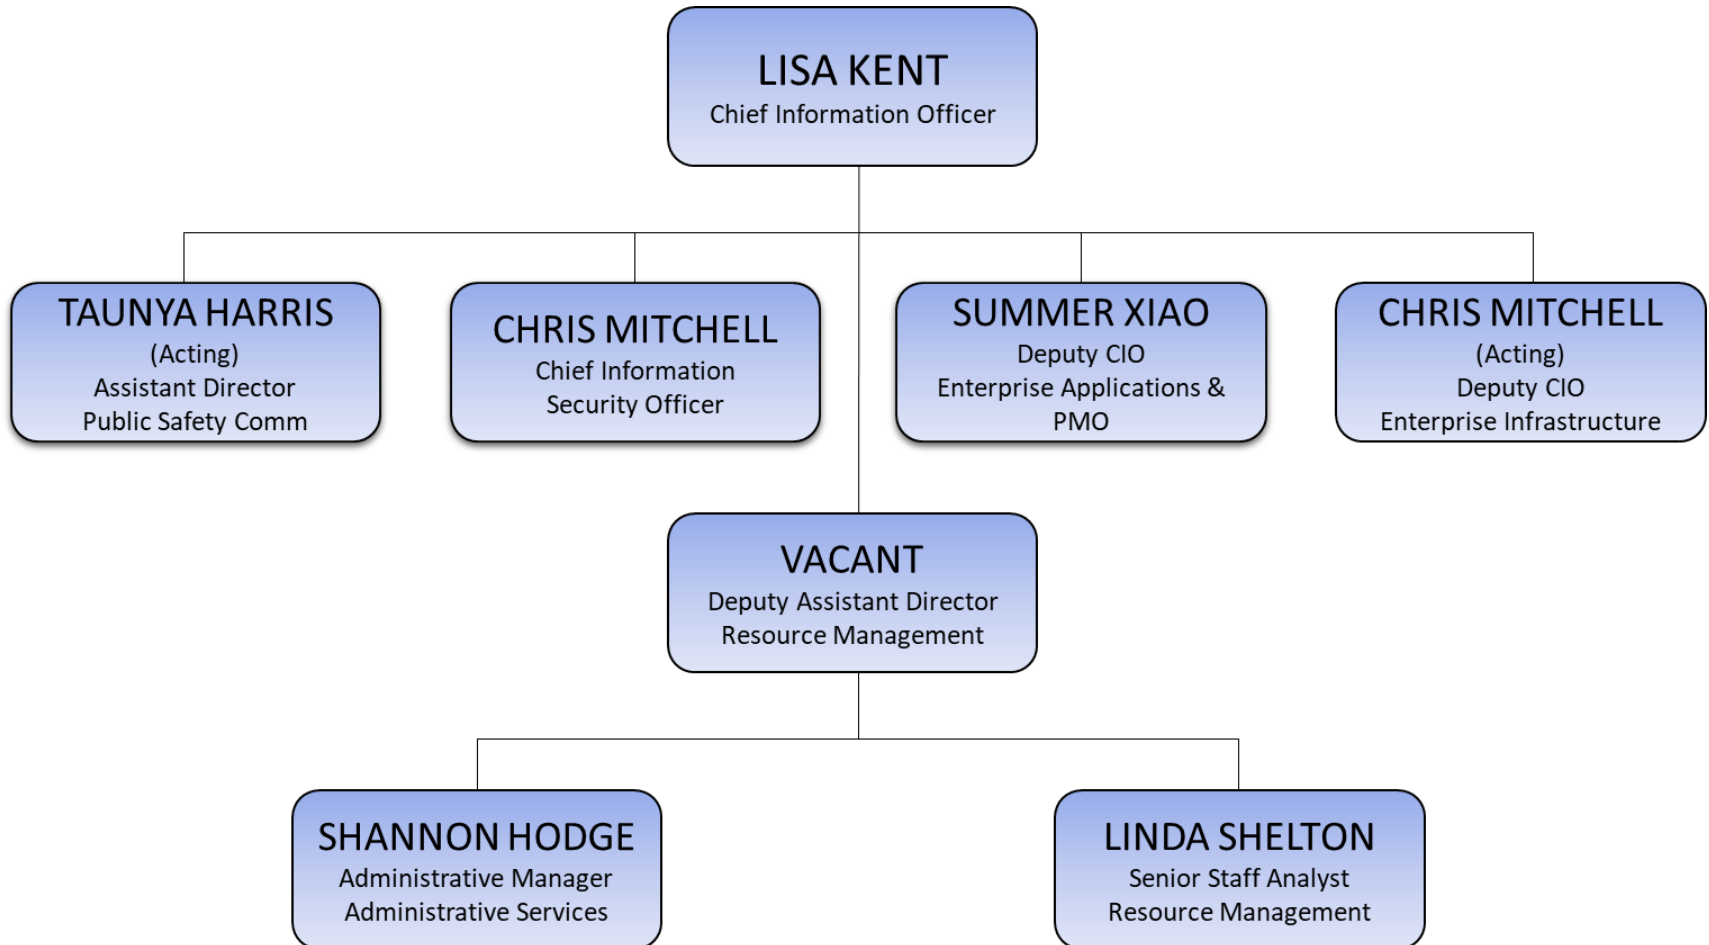 LISA KENT
Chief Information Officer
TAUNYA HARRIS
(Acting)
Assistant Director
Public Safety Comm
CHRIS MITCHELL
Chief Information
Security Officer
SUMMER XIAO
Deputy CIO
Enterprise Applications &
PMO
CHRIS MITCHELL
(Acting)
Deputy CIO
Enterprise Infrastructure
VACANT
Deputy Assistant Director
Resource Management
SHANNON HODGE
Administrative Manager
Administrative Services
LINDA SHELTON
Senior Staff Analyst
Resource Management